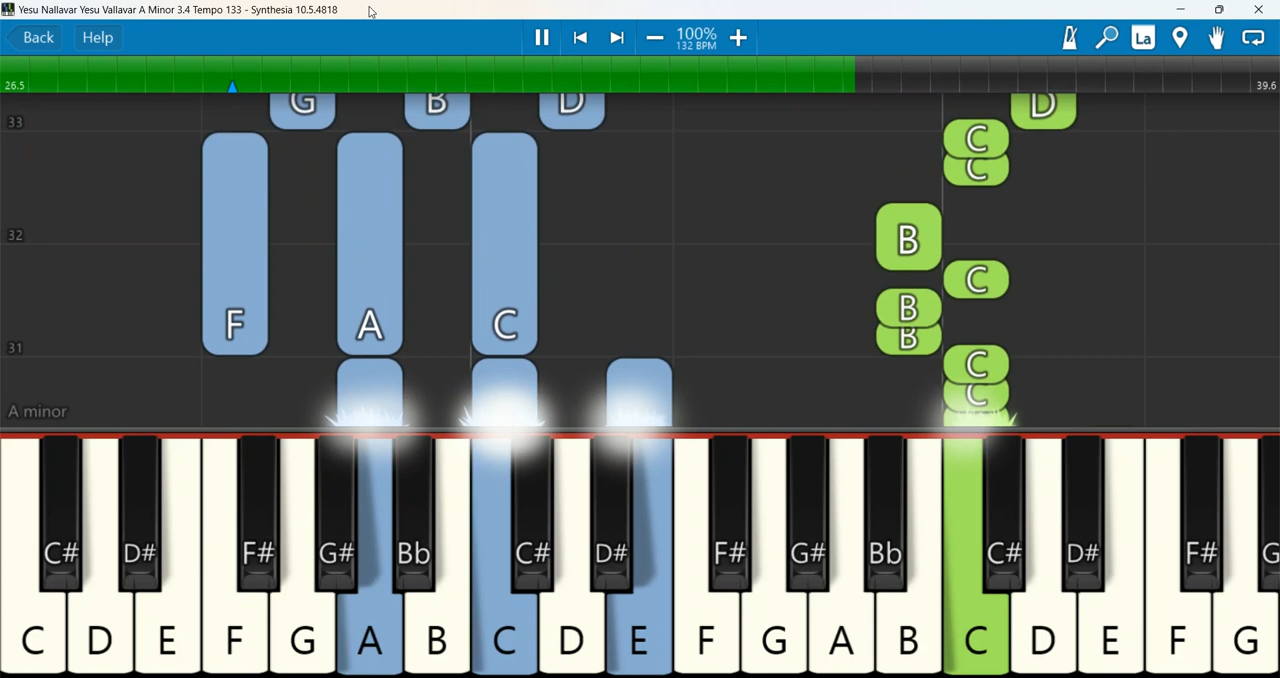 Yesu Nallavar Yesu Vallavar A Minor 3.4 Tempo 133 - Synthesia 10.5.4818
Back Help 100% La
132 BPM
26.5 39.6
G B D D
33
C
C
32 B
C
F A C B
B
31
C
C
A minor
C# D# F# G# Bb C# D# F# G# Bb C# D# F# G
C D E F G A B C D E F G A B C D E F G